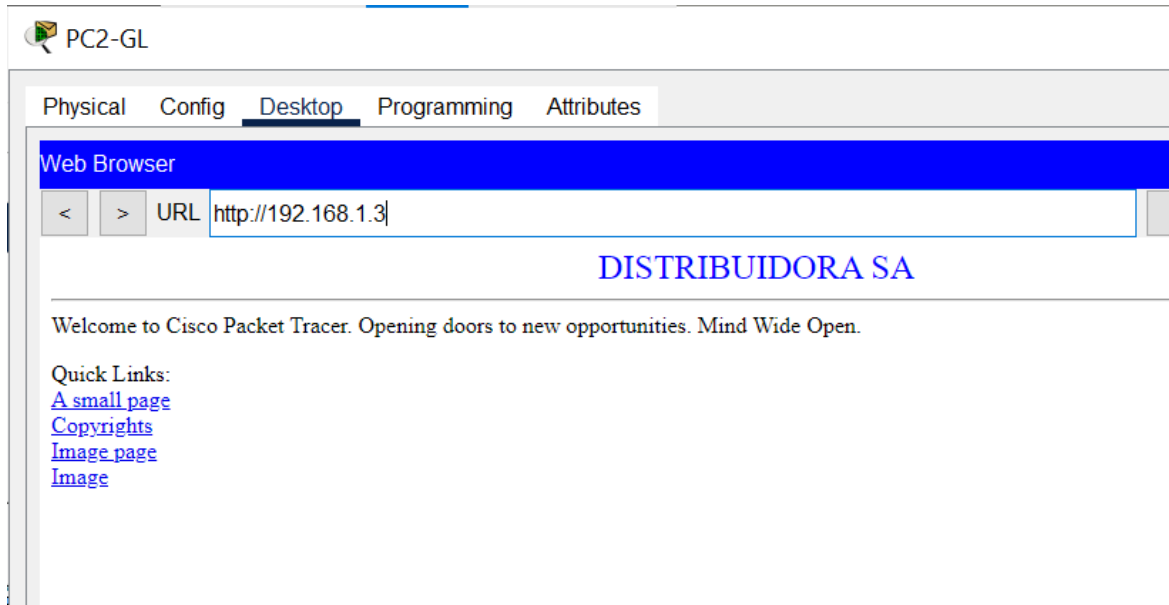 PC2-GL
Physical Config Desktop Programming Attributes
Web Browser
< > URL http://192.168.1.3
DISTRIBUIDORA SA
Welcome to Cisco Packet Tracer. Opening doors to new opportunities. Mind Wide Open.
Quick Links:
A small page
Copyrights
Image page
Image